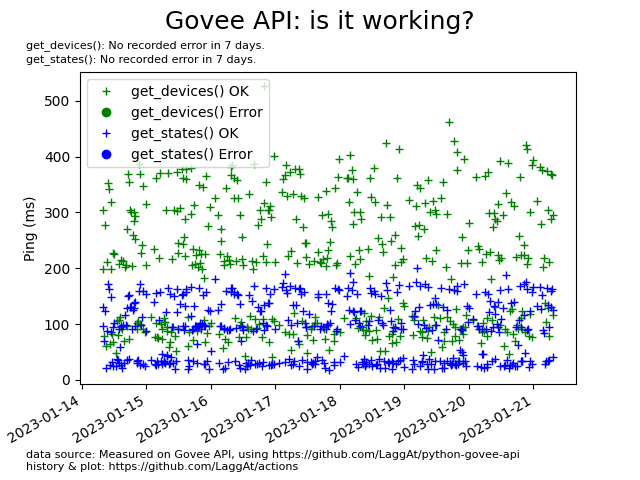 Govee API: is it working?
get_devices(): No recorded error in 7 days.
get_states(): No recorded error in 7 days.
get_devices() OK
get_devices() Error
get_states() OK
get_states() Error
Ping (ms)
500
400
300
200
100
0
2023-01-14
2023-01-15
2023-01-16
2023-01-17
2023-01-18
2023-01-19
2023-01-20
2023-01-21
data source: Measured on Govee API, using https://github.com/LaggAt/python-govee-api
history & plot: https://github.com/LaggAt/actions